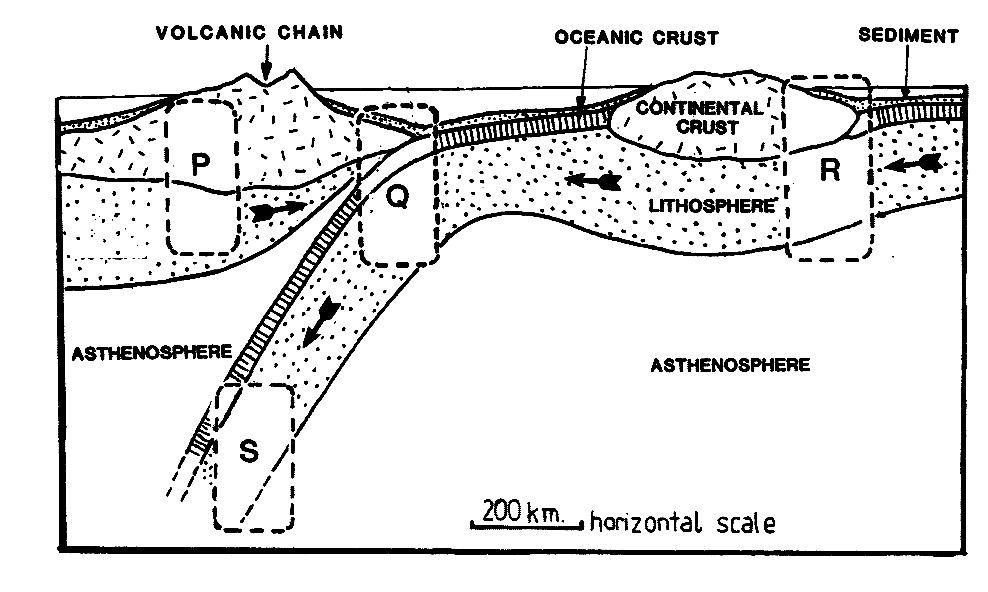 VOLCANIC CHAIN
OCEANIC CRUST
SEDIMENT
CONTINENTAL
CRUST
P
Q
R
LITHOSPHERE
ASTHENOSPHERE
ASTHENOSPHERE
S
200 km.
horizontal scale